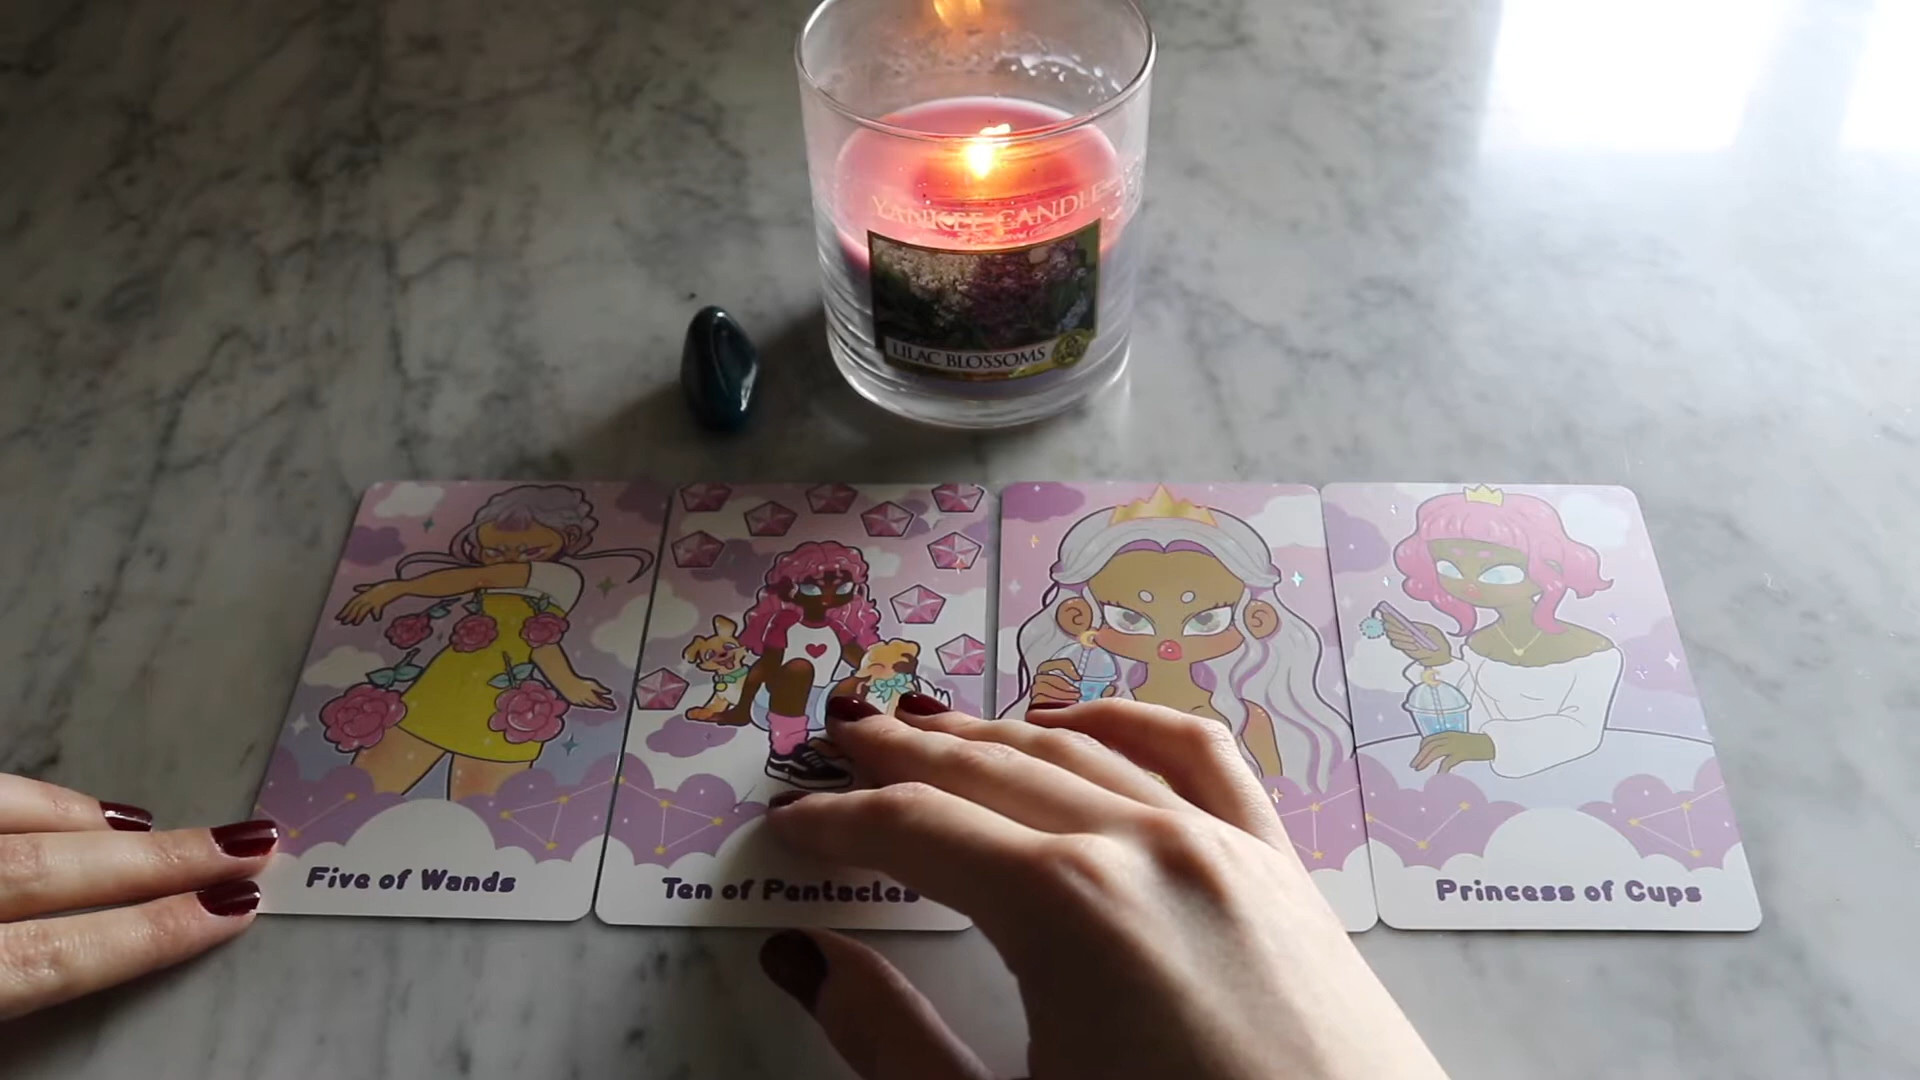 YANKEE CANDLE
LILAC BLOSSOMS
Five of Wands
Ten of Pentacles
Princess of Cups